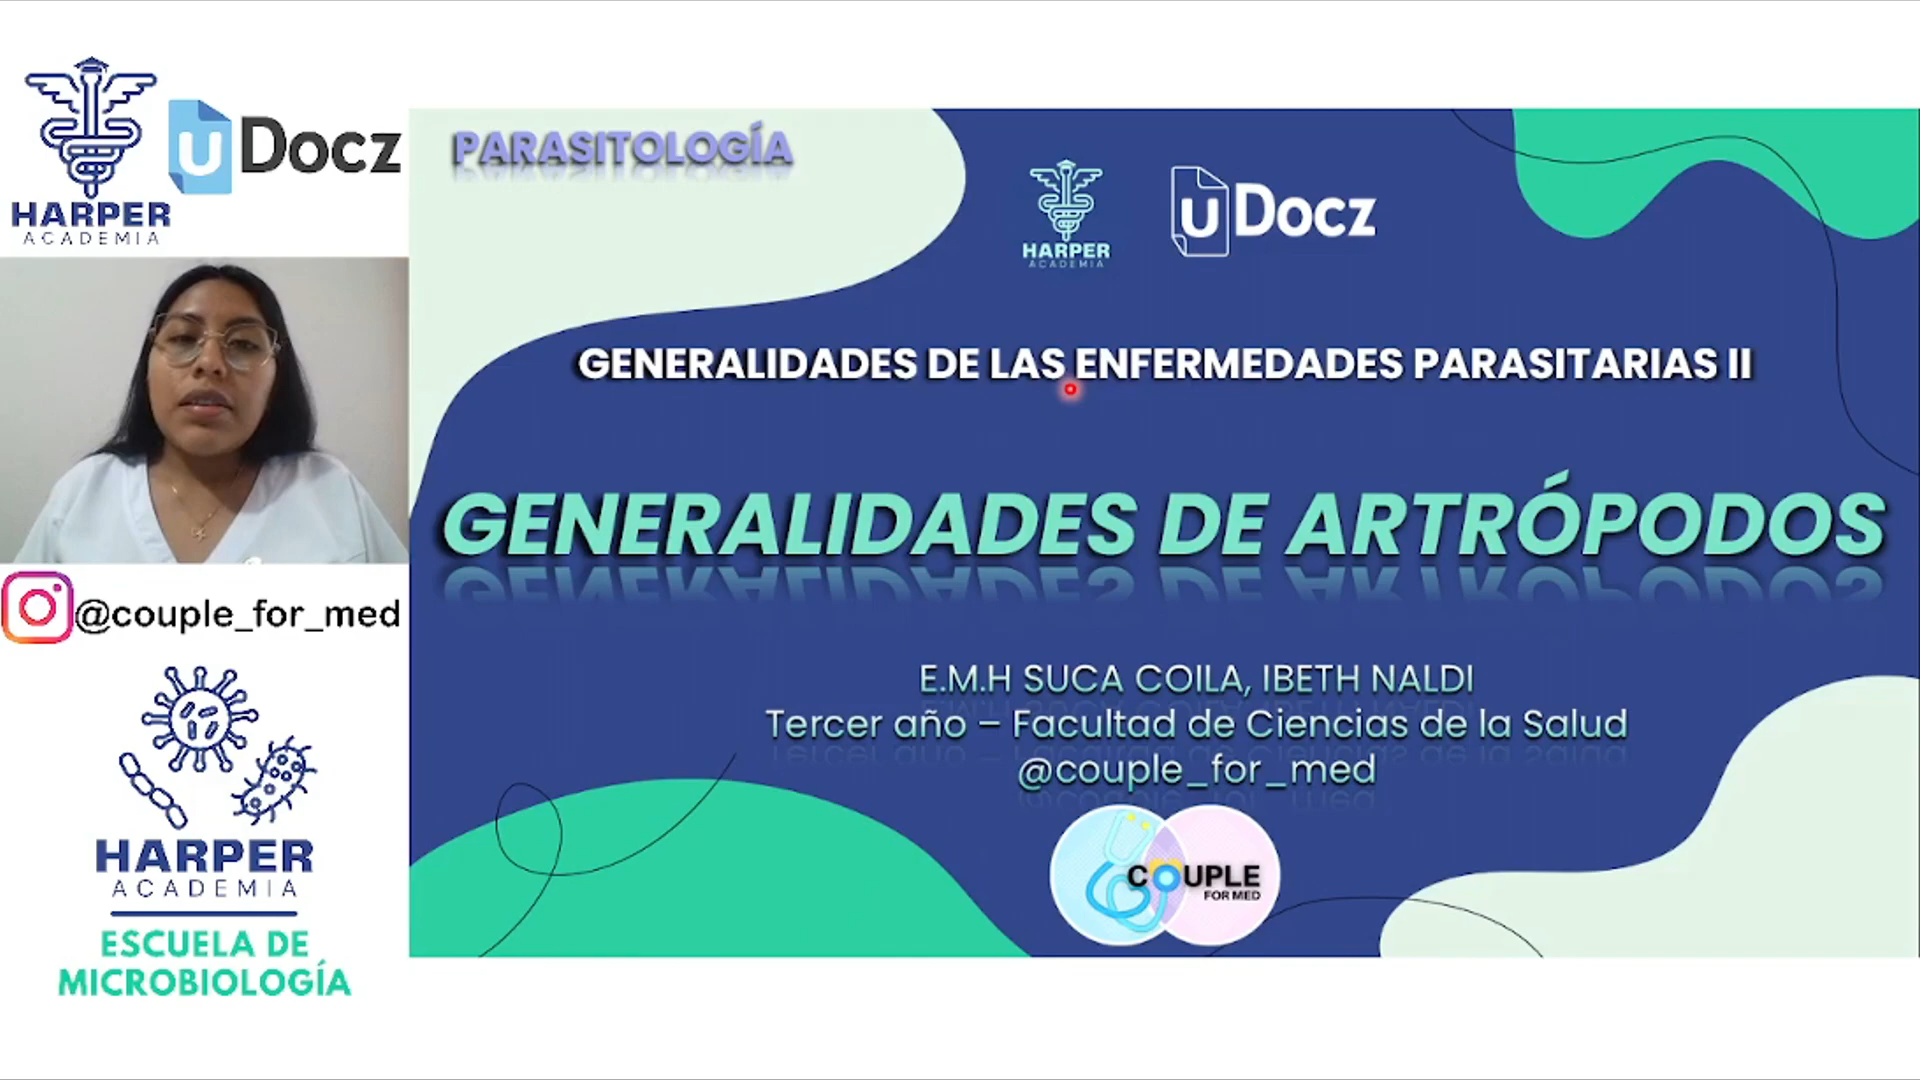 HARPER
ACADEMIA
uDocz
@couple_for_med
HARPER
ACADEMIA
ESCUELA DE
MICROBIOLOGÍA
PARASITOLOGÍA
HARPER
ACADEMIA
uDocz
GENERALIDADES DE LAS ENFERMEDADES PARASITARIAS II
GENERALIDADES DE ARTRÓPODOS
E.M.H SUCA COILA, IBETH NALDI
Tercer año – Facultad de Ciencias de la Salud
@couple_for_med
COUPLE
FOR MED